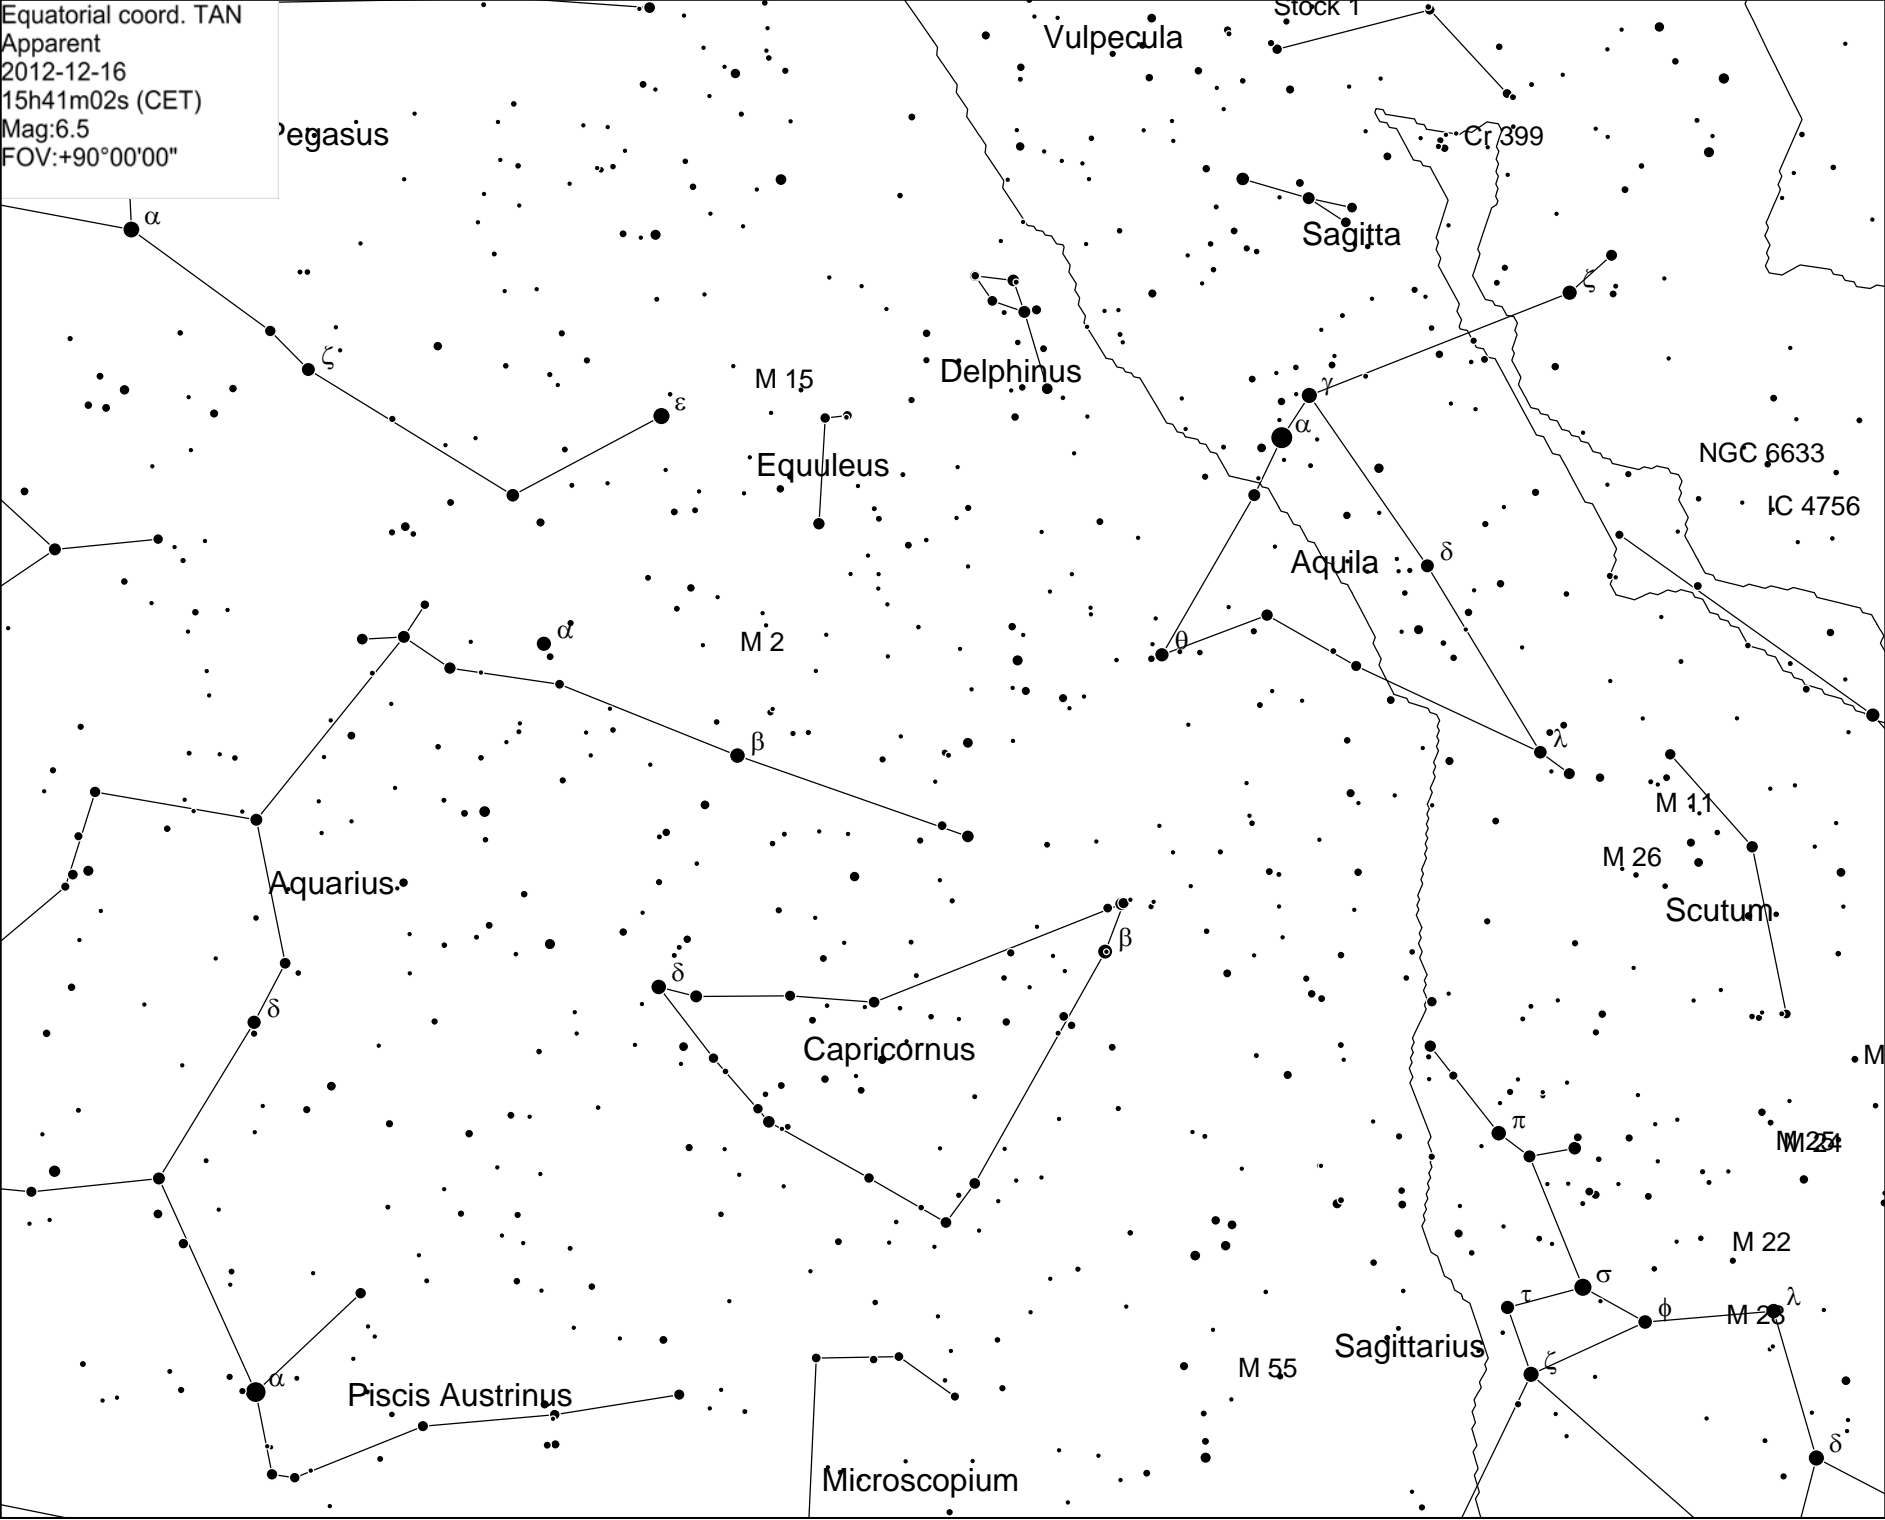 Equatorial coord. TAN
Apparent
2012-12-16
15h41m02s (CET)
Mag:6.5
FOV:+90°00'00"
Stock 1
Vulpecula
Pegasus
Cr 399
α
Sagitta
ζ
ζ
Delphinus
M 15
γ
ε
α
NGC 6633
Equuleus
IC 4756
δ
Aquila
α
M 2
θ
β
λ
M 11
M 26
Aquarius
Scutum
β
δ
δ
Capricornus
M
π
M 25
M 24
M 22
σ
τ
λ
φ
M 28
Sagittarius
ζ
M 55
α
Piscis Austrinus
δ
Microscopium